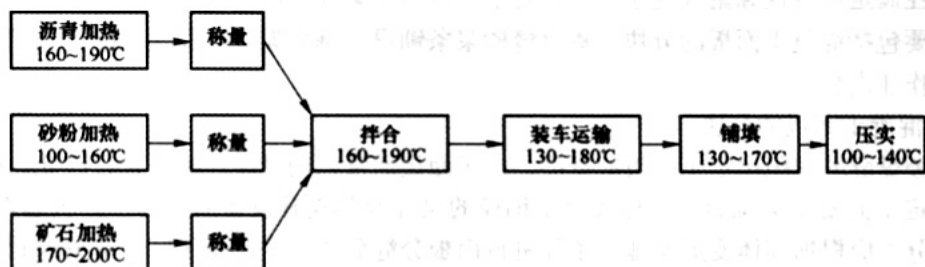 沥青加热
160~190℃
称量
砂粉加热
100~160℃
称量
矿石加热
170~200℃
称量
拌合
160~190℃
装车运输
130~180℃
铺填
130~170℃
压实
100~140℃